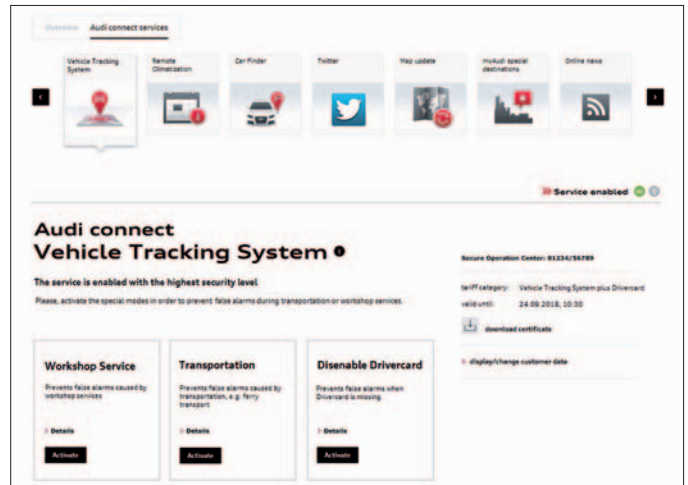 Overview Audi connect services
Vehicle Tracking
System
Remote
Climatization
Car Finder
Twitter
Map update
myAudi special
destinations
Online news
Service enabled
Audi connect
Vehicle Tracking System
The service is enabled with the highest security level
Please, activate the special modes in order to prevent false alarms during transportation or workshop services.
Secure Operation Center: 01234/56789
tariff category: Vehicle Tracking System plus Drivercard
valid until: 24.09.2018, 10:30
download certificate
display/change customer data
Workshop Service
Prevents false alarms caused by
workshop services
Details
Activate
Transportation
Prevents false alarms caused by
transportation, e.g. ferry
transport
Details
Activate
Disenable Drivercard
Prevents false alarms when
Drivercard is missing
Details
Activate